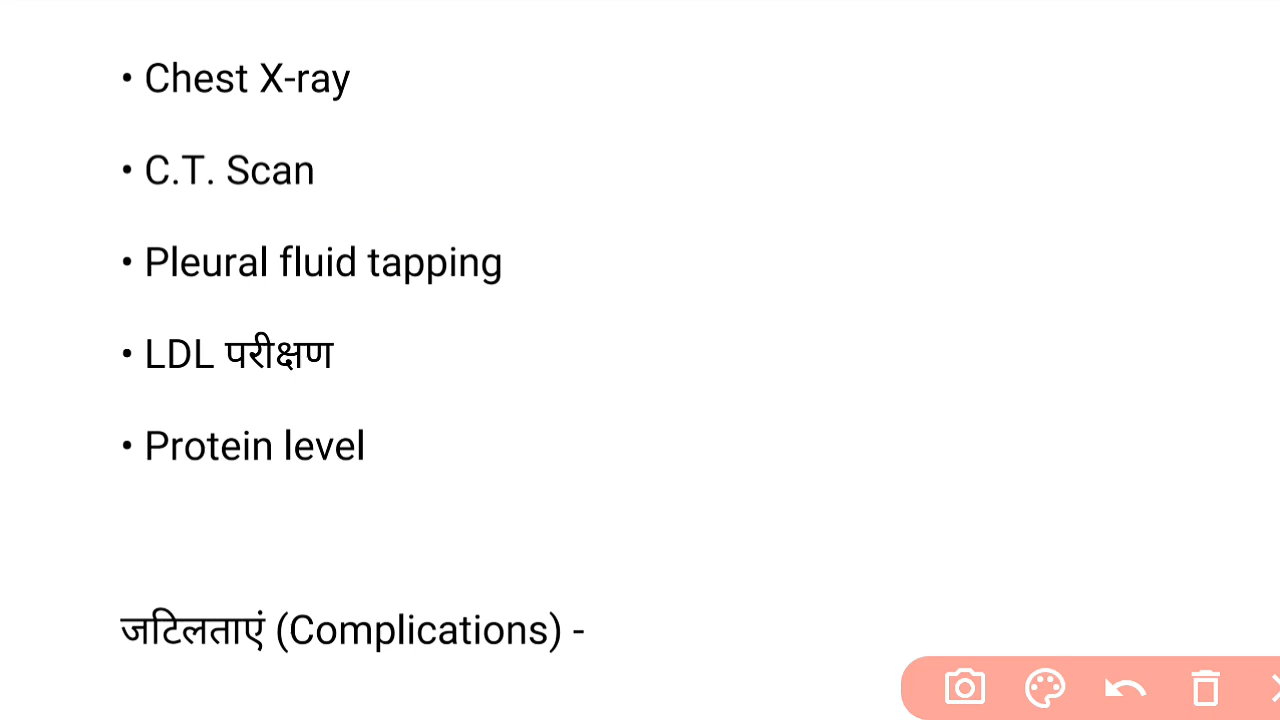 • Chest X-ray
• C.T. Scan
• Pleural fluid tapping
• LDL परीक्षण
• Protein level
जटिलताएं (Complications) -